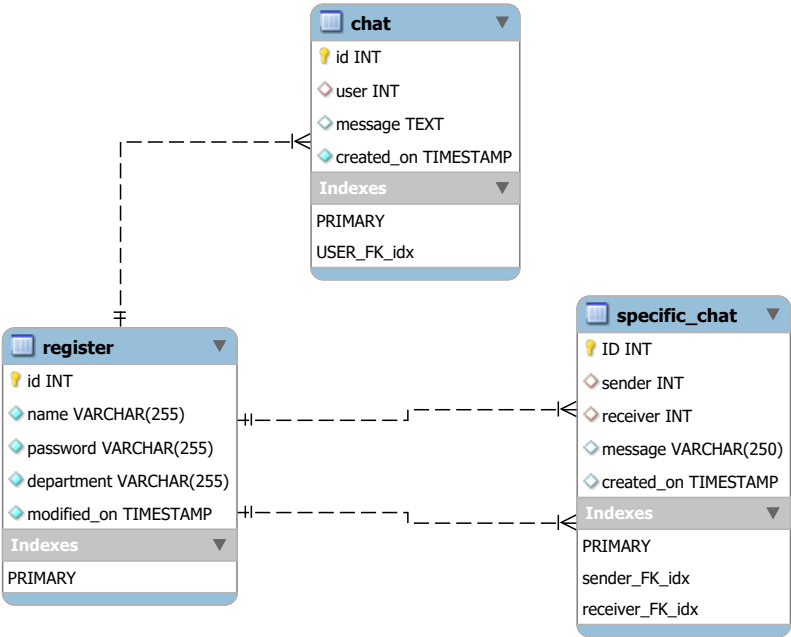 chat
id INT
user INT
message TEXT
created_on TIMESTAMP
Indexes
PRIMARY
USER_FK_idx
register
id INT
name VARCHAR(255)
password VARCHAR(255)
department VARCHAR(255)
modified_on TIMESTAMP
Indexes
PRIMARY
specific_chat
ID INT
sender INT
receiver INT
message VARCHAR(250)
created_on TIMESTAMP
Indexes
PRIMARY
sender_FK_idx
receiver_FK_idx